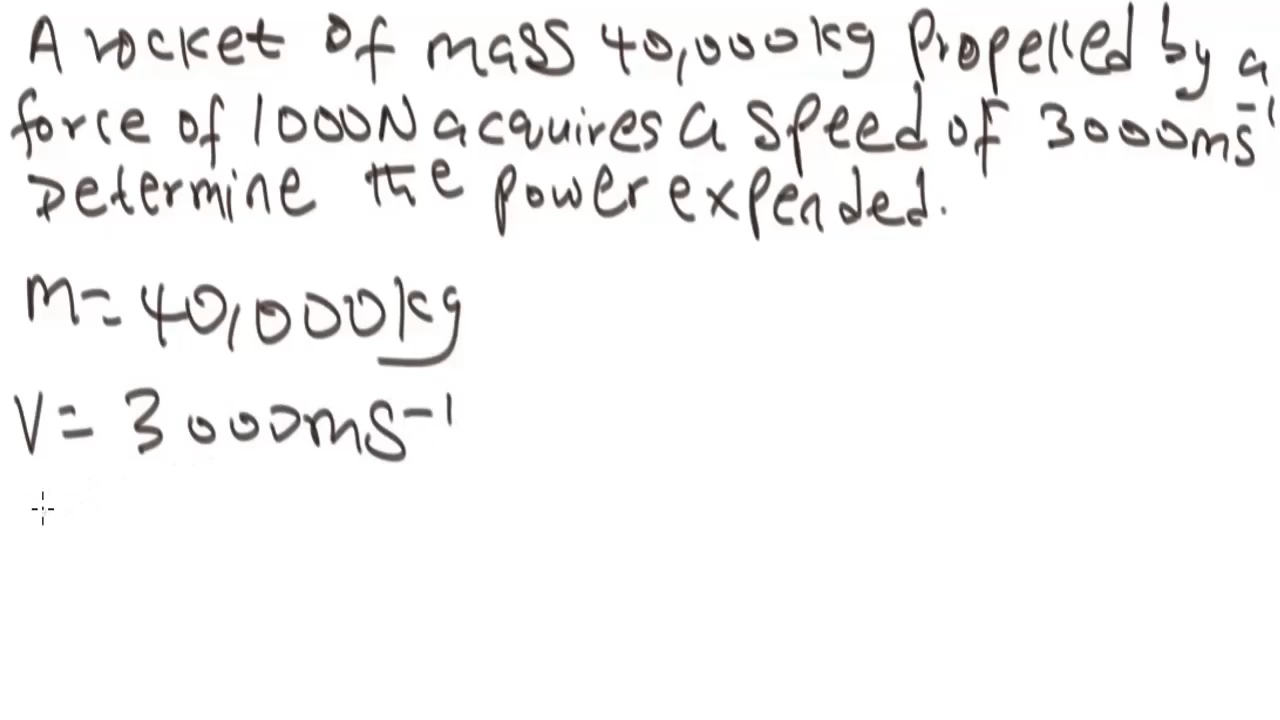 A rocket of mass 40,000kg propelled by a
force of 1000N acquires a speed of 3000ms⁻¹
Determine the power expended.
m = 40,000kg
V = 3000ms⁻¹